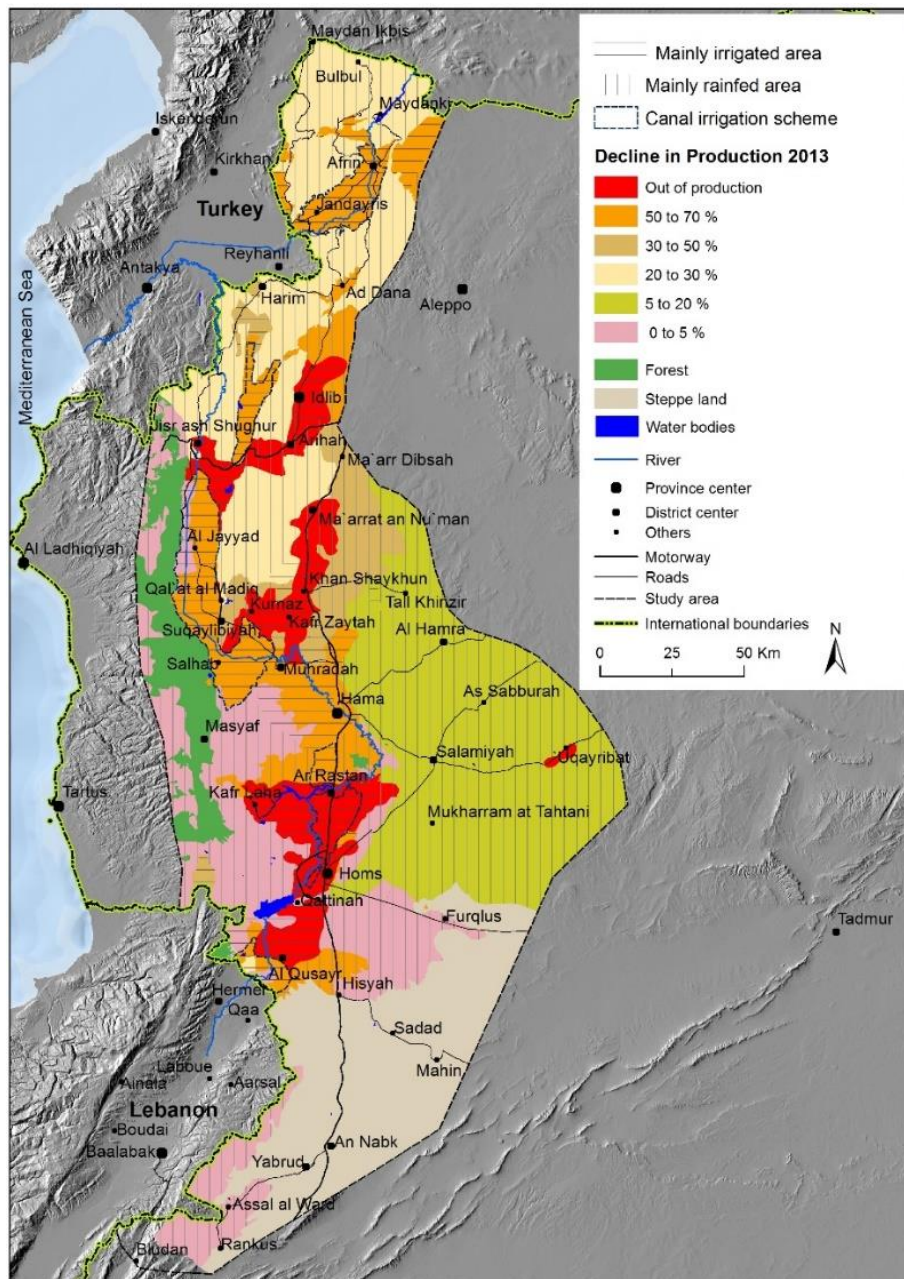 Maydan Ikbis
Bulbul
Maydanki
Iskenderun
Kirkhan
Afrin
Turkey
Jandayris
Reyhanli
Antakya
Harim
Ad Dana
Aleppo
Mediterranean Sea
Idlib
Jisr ash Shughur
Arihah
Ma`arr Dibsah
Ma`arrat an Nu`man
Al Ladhiqiyah
Al Jayyad
Qal`at al Madiq
Khan Shaykhun
Kurnaz
Tall Khinzir
Suqaylibiyah
Kafr Zaytah
Al Hamra
Salhab
Muhradah
As Sabburah
Hama
Masyaf
Salamiyah
Uqayribat
Ar Rastan
Tartus
Kafr Laha
Mukharram at Tahtani
Homs
Qattinah
Furqlus
Tadmur
Al Qusayr
Hermel
Hisyah
Qaa
Sadad
Mahin
Laboue
Ainata
Aarsal
Lebanon
Boudai
Baalabak
An Nabk
Yabrud
Assal al Ward
Rankus
Bludan
Mainly irrigated area
Mainly rainfed area
Canal irrigation scheme
Decline in Production 2013
Out of production
50 to 70 %
30 to 50 %
20 to 30 %
5 to 20 %
0 to 5 %
Forest
Steppe land
Water bodies
River
Province center
District center
Others
Motorway
Roads
Study area
International boundaries
N
0 25 50 Km